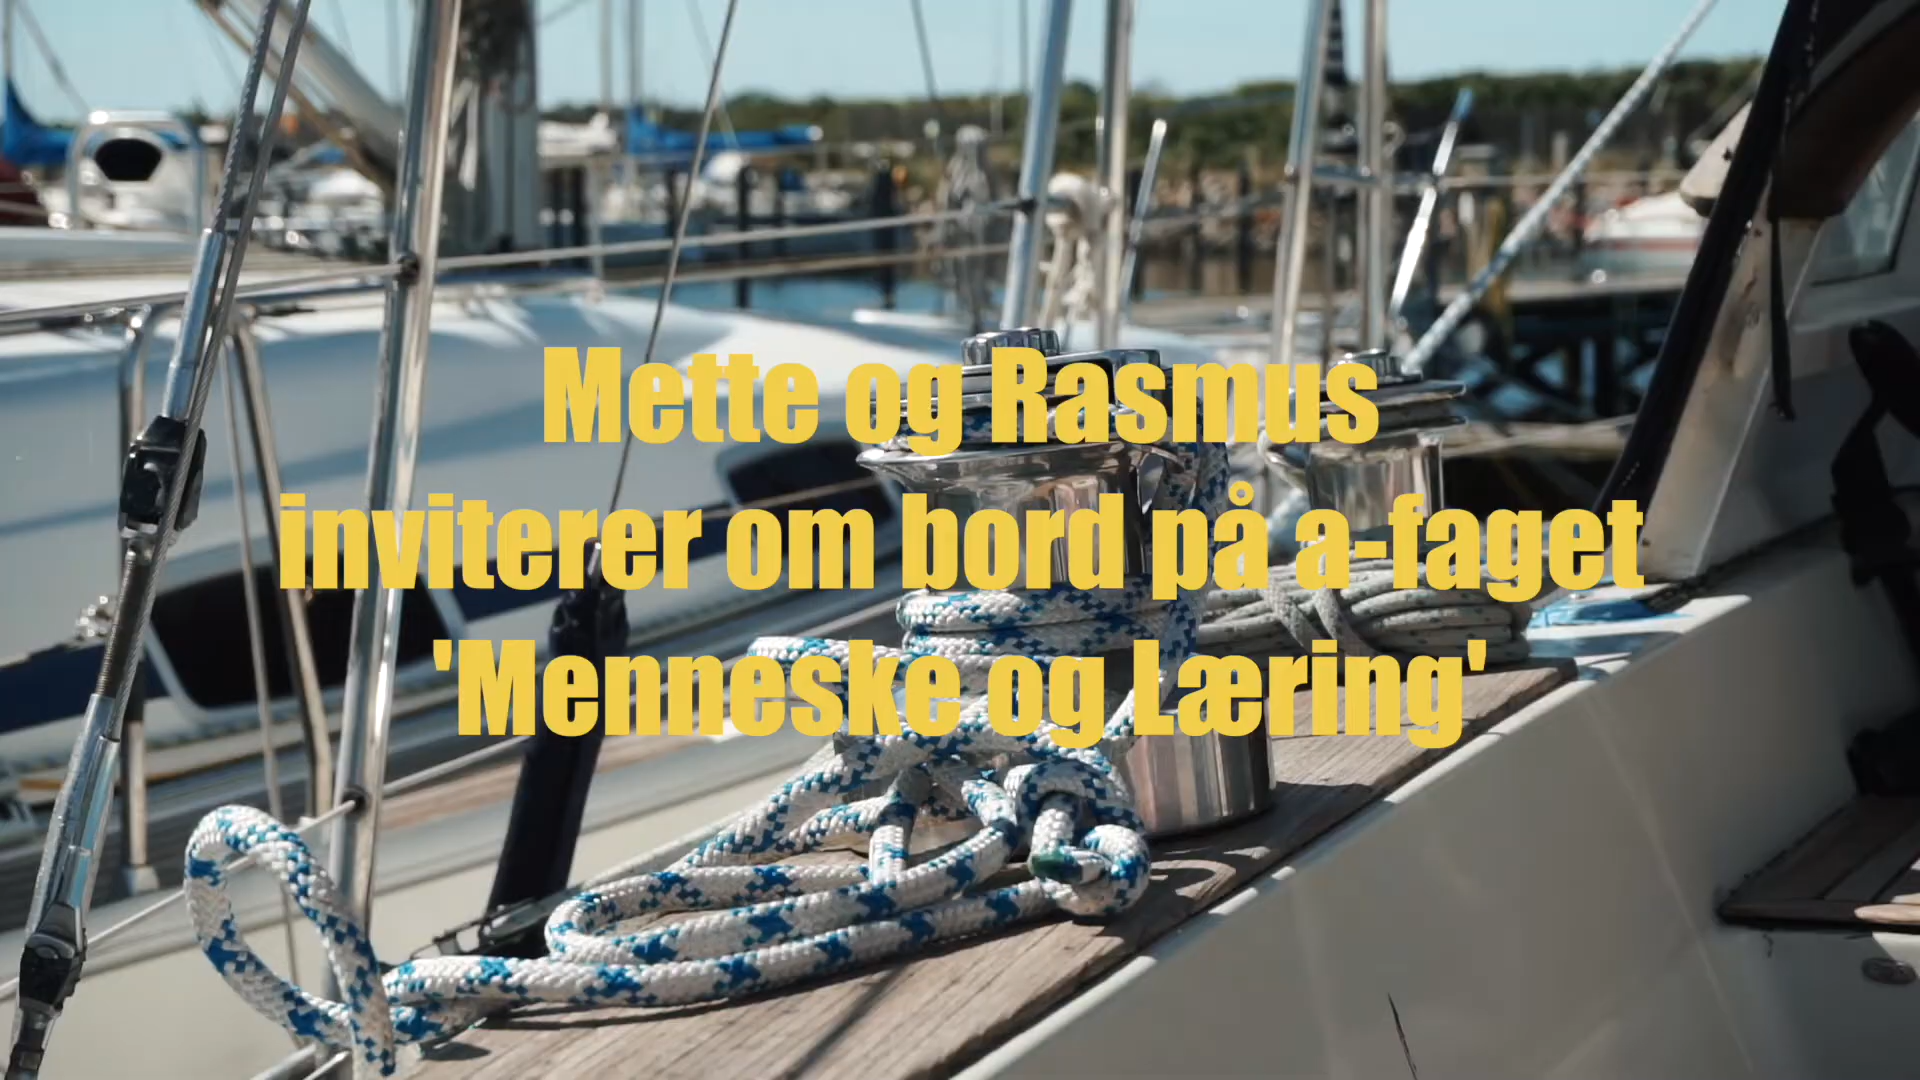 Mette og Rasmus
inviterer om bord på a-faget
'Menneske og Læring'